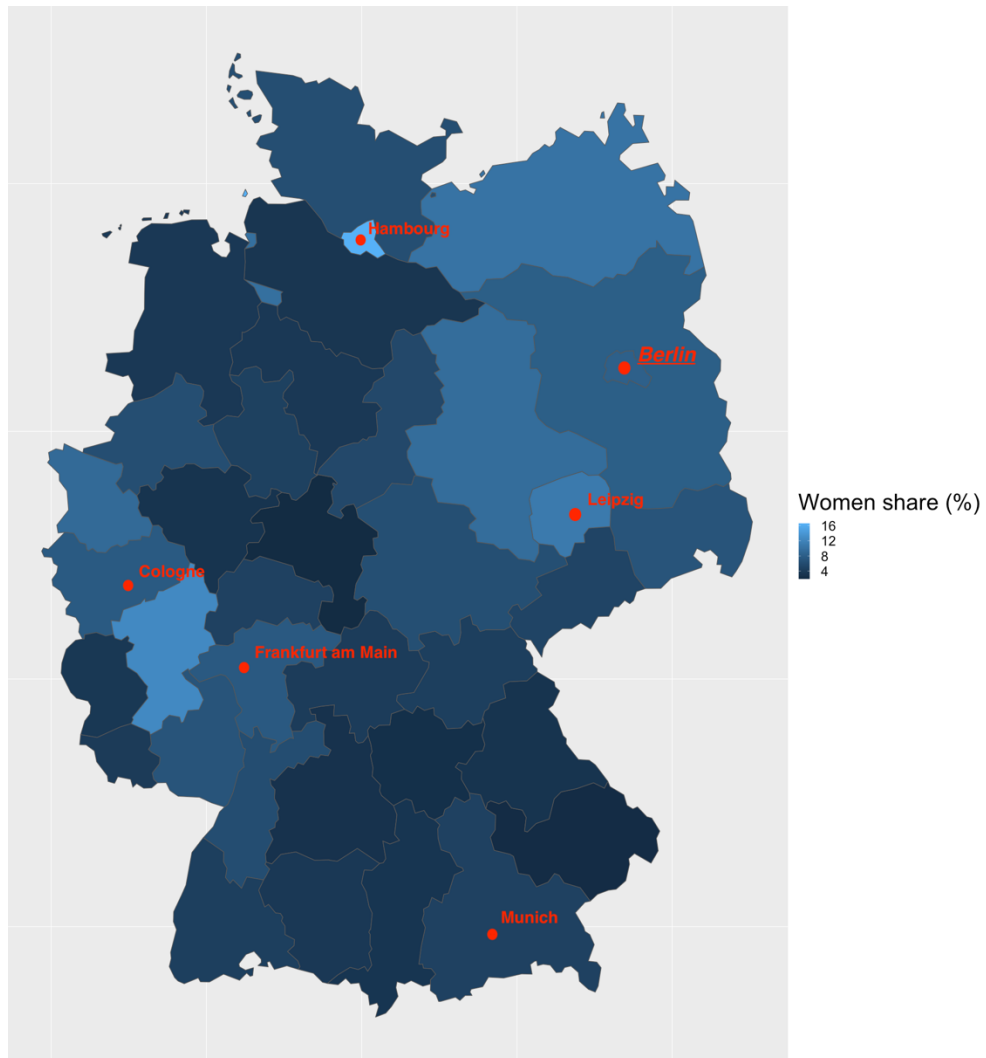 Hambourg
Berlin
Leipzig
Women share (%)
16
12
8
4
Cologne
Frankfurt am Main
Munich